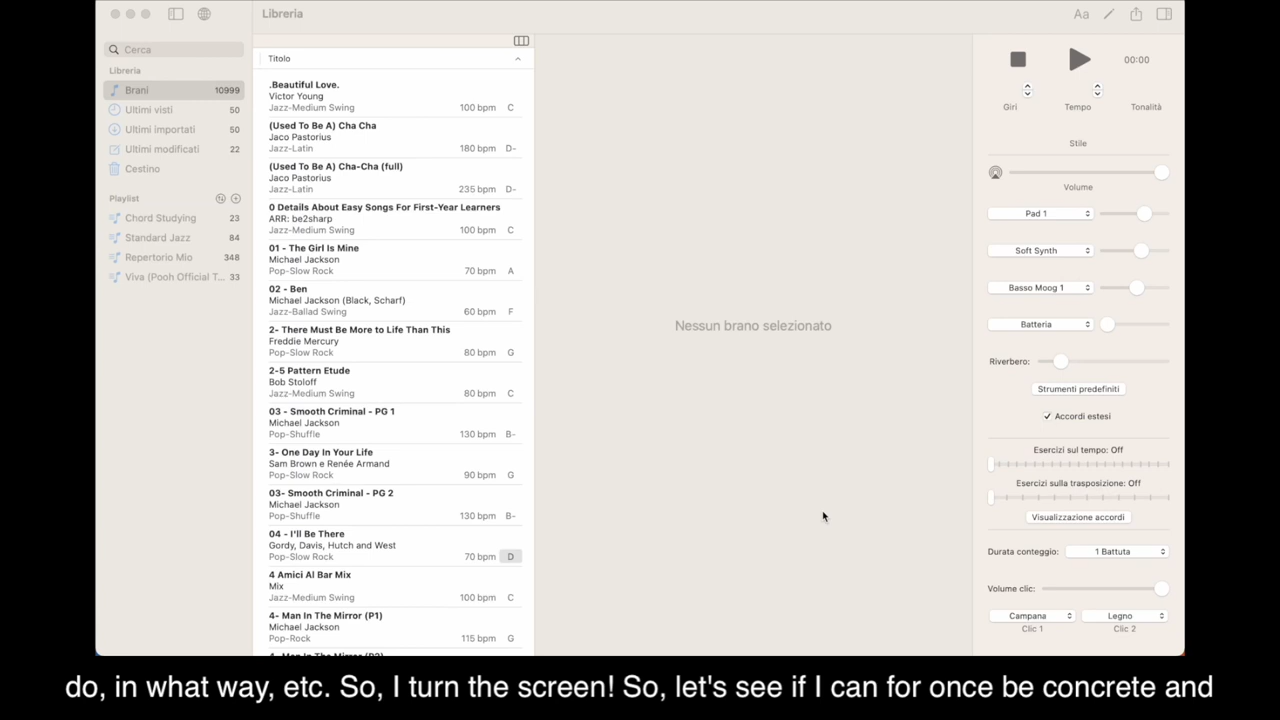 Libreria
Aa
Cerca
Libreria
Brani 10999
Ultimi visti 50
Ultimi importati 50
Ultimi modificati 22
Cestino
Playlist
Chord Studying 23
Standard Jazz 84
Repertorio Mio 348
Viva (Pooh Official T... 33
Titolo
.Beautiful Love.
Victor Young
Jazz-Medium Swing 100 bpm C
(Used To Be A) Cha Cha
Jaco Pastorius
Jazz-Latin 180 bpm D-
(Used To Be A) Cha-Cha (full)
Jaco Pastorius
Jazz-Latin 235 bpm D-
0 Details About Easy Songs For First-Year Learners
ARR: be2sharp
Jazz-Medium Swing 100 bpm C
01 - The Girl Is Mine
Michael Jackson
Pop-Slow Rock 70 bpm A
02 - Ben
Michael Jackson (Black, Scharf)
Jazz-Ballad Swing 60 bpm F
2- There Must Be More to Life Than This
Freddie Mercury
Pop-Slow Rock 80 bpm G
2-5 Pattern Etude
Bob Stoloff
Jazz-Medium Swing 80 bpm C
03 - Smooth Criminal - PG 1
Michael Jackson
Pop-Shuffle 130 bpm B-
3- One Day In Your Life
Sam Brown e Renée Armand
Pop-Slow Rock 90 bpm G
03- Smooth Criminal - PG 2
Michael Jackson
Pop-Shuffle 130 bpm B-
04 - I'll Be There
Gordy, Davis, Hutch and West
Pop-Slow Rock 70 bpm D
4 Amici Al Bar Mix
Mix
Jazz-Medium Swing 100 bpm C
4- Man In The Mirror (P1)
Michael Jackson
Pop-Rock 115 bpm G
4- Man In The Mirror (P2)
Nessun brano selezionato
00:00
Giri Tempo Tonalità
Stile
Volume
Pad 1
Soft Synth
Basso Moog 1
Batteria
Riverbero:
Strumenti predefiniti
Accordi estesi
Esercizi sul tempo: Off
Esercizi sulla trasposizione: Off
Visualizzazione accordi
Durata conteggio: 1 Battuta
Volume clic:
Campana Legno
Clic 1 Clic 2
do, in what way, etc. So, I turn the screen! So, let's see if I can for once be concrete and